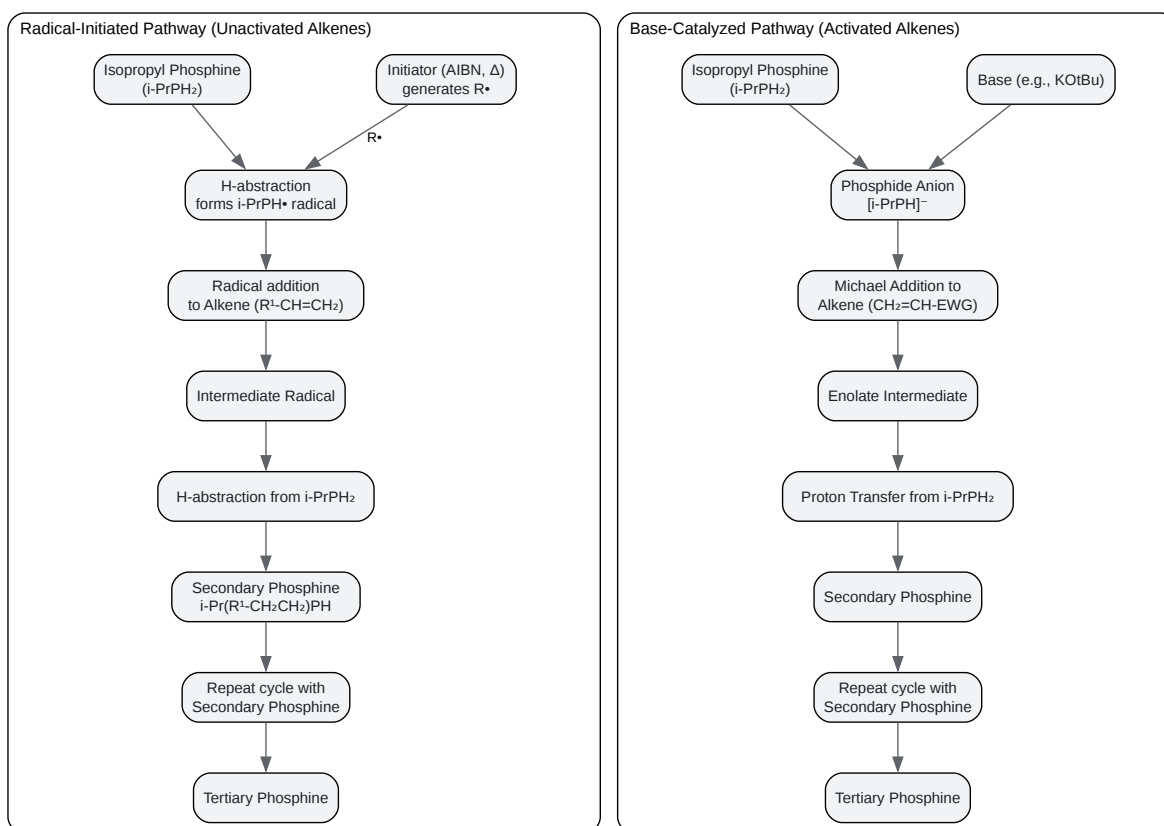 Radical-Initiated Pathway (Unactivated Alkenes)
Isopropyl Phosphine
(i-PrPH₂)
Initiator (AIBN, Δ)
generates R•
R•
H-abstraction
forms i-PrPH• radical
Radical addition
to Alkene (R¹-CH=CH₂)
Intermediate Radical
H-abstraction from i-PrPH₂
Secondary Phosphine
i-Pr(R¹-CH₂CH₂)PH
Repeat cycle with
Secondary Phosphine
Tertiary Phosphine
Base-Catalyzed Pathway (Activated Alkenes)
Isopropyl Phosphine
(i-PrPH₂)
Base (e.g., KOtBu)
Phosphide Anion
[i-PrPH]⁻
Michael Addition to
Alkene (CH₂=CH-EWG)
Enolate Intermediate
Proton Transfer from i-PrPH₂
Secondary Phosphine
Repeat cycle with
Secondary Phosphine
Tertiary Phosphine